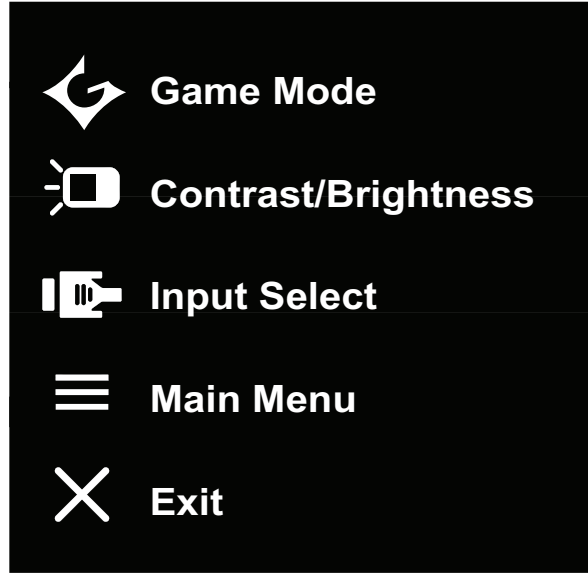 Game Mode
Contrast/Brightness
Input Select
Main Menu
Exit